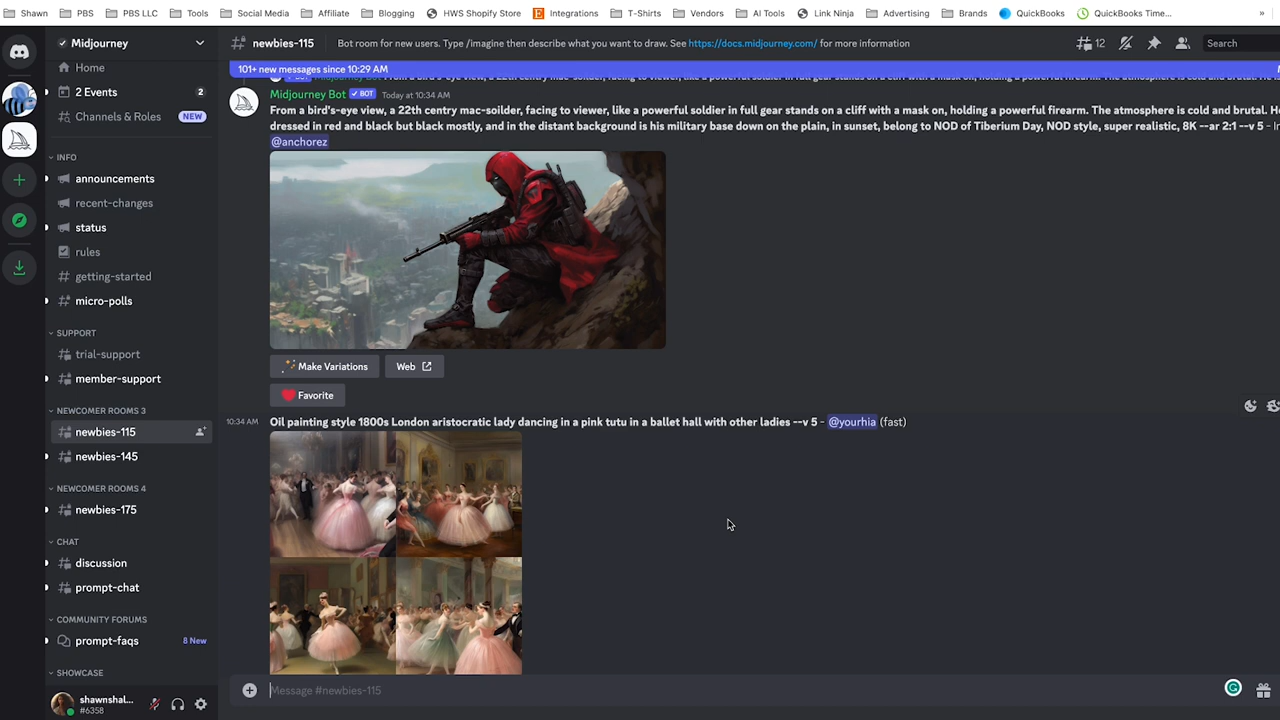 Shawn PBS PBS LLC Tools Social Media Affiliate Blogging HWS Shopify Store Integrations T-Shirts Vendors AI Tools Link Ninja Advertising Brands QuickBooks QuickBooks Time... »
Midjourney
newbies-115 Bot room for new users. Type /imagine then describe what you want to draw. See https://docs.midjourney.com/ for more information 12 Search
101+ new messages since 10:29 AM
Home
2 Events 2
Channels & Roles NEW
INFO
announcements
recent-changes
status
rules
getting-started
micro-polls
SUPPORT
trial-support
member-support
NEWCOMER ROOMS 3
newbies-115
newbies-145
NEWCOMER ROOMS 4
newbies-175
CHAT
discussion
prompt-chat
COMMUNITY FORUMS
prompt-faqs 8 New
SHOWCASE
shawnshal...
#6358
Midjourney Bot BOT Today at 10:34 AM
From a bird's-eye view, a 22th centry mac-soilder, facing to viewer, like a powerful soldier in full gear stands on a cliff with a mask on, holding a powerful firearm. The atmosphere is cold and brutal. He
dressed in red and black but black mostly, and in the distant background is his military base down on the plain, in sunset, belong to NOD of Tiberium Day, NOD style, super realistic, 8K --ar 2:1 --v 5 -
@anchorez
Make Variations Web
Favorite
10:34 AM Oil painting style 1800s London aristocratic lady dancing in a pink tutu in a ballet hall with other ladies --v 5 - @yourhia (fast)
Message #newbies-115